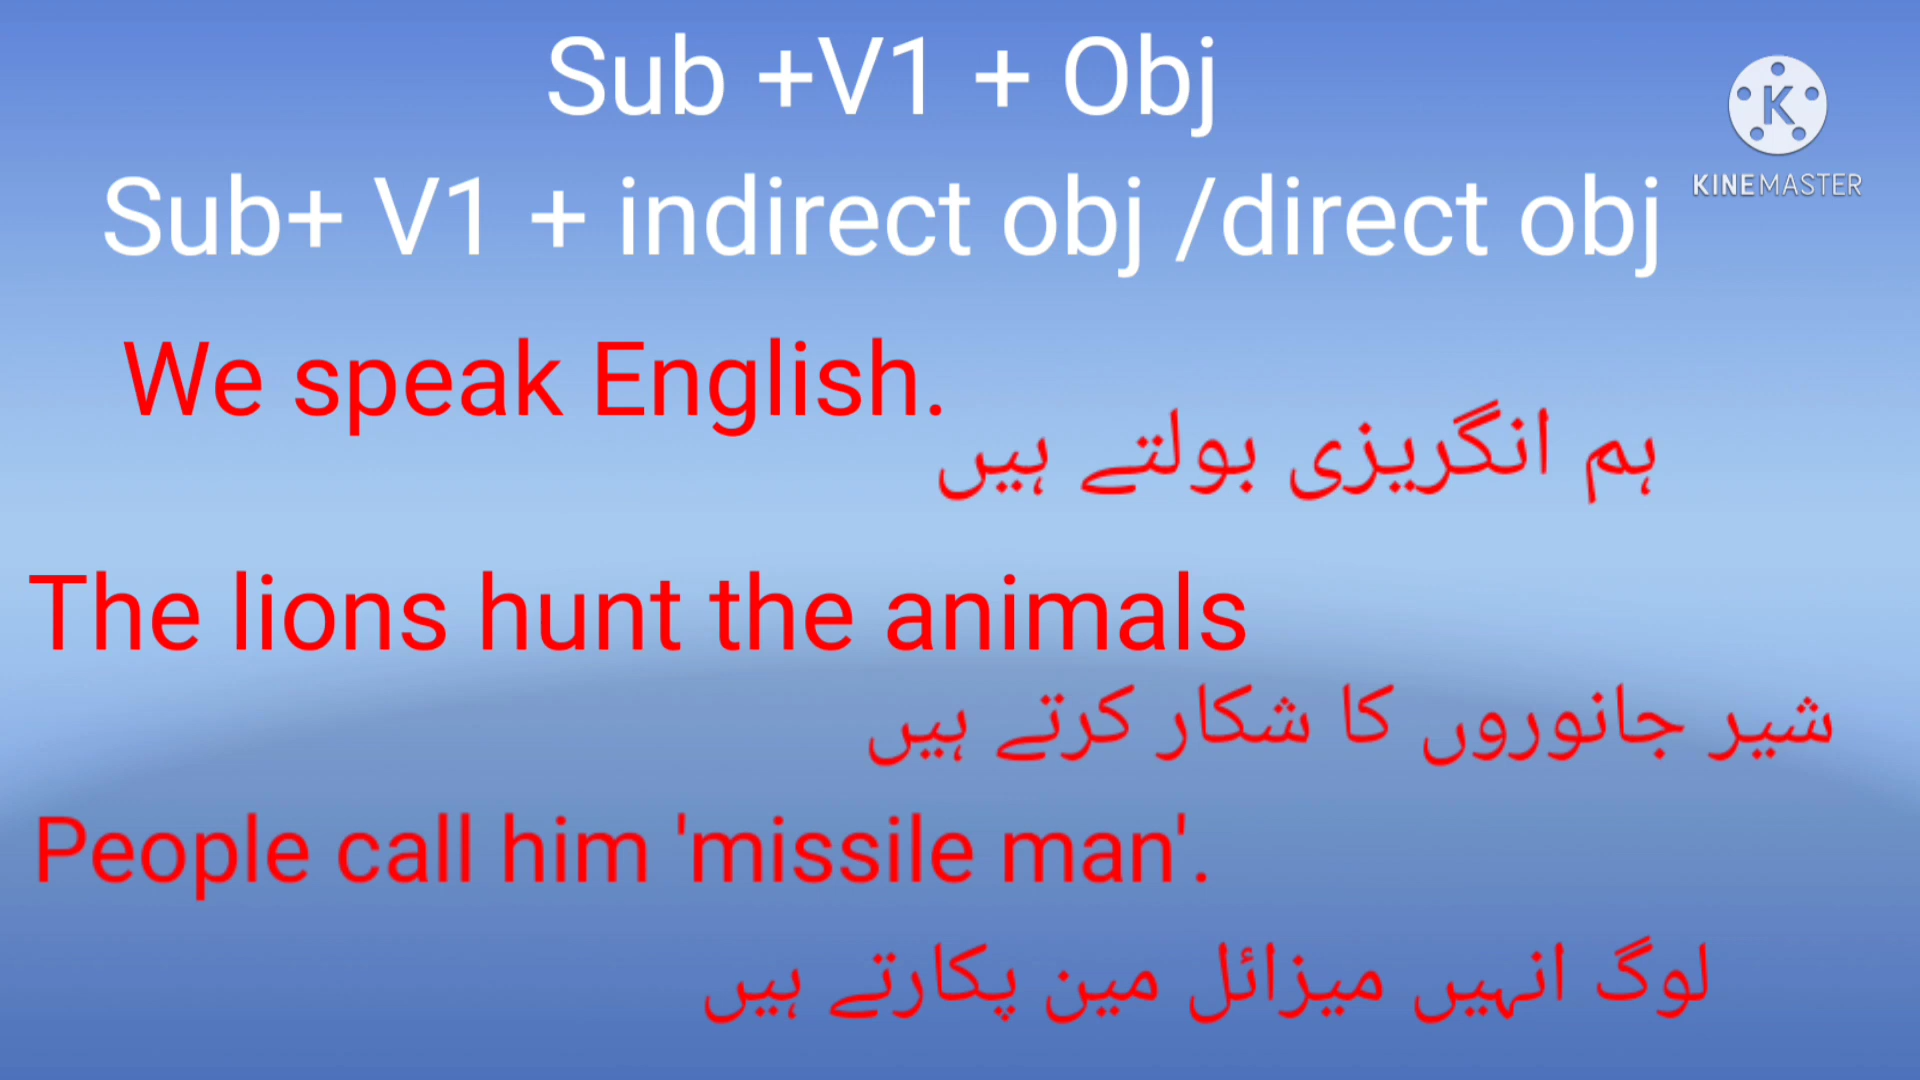 Sub +V1 + Obj
Sub+ V1 + indirect obj /direct obj
KINEMASTER
We speak English.
ہم انگریزی بولتے ہیں
The lions hunt the animals
شیر جانوروں کا شکار کرتے ہیں
People call him 'missile man'.
لوگ انہیں میزائل مین پکارتے ہیں